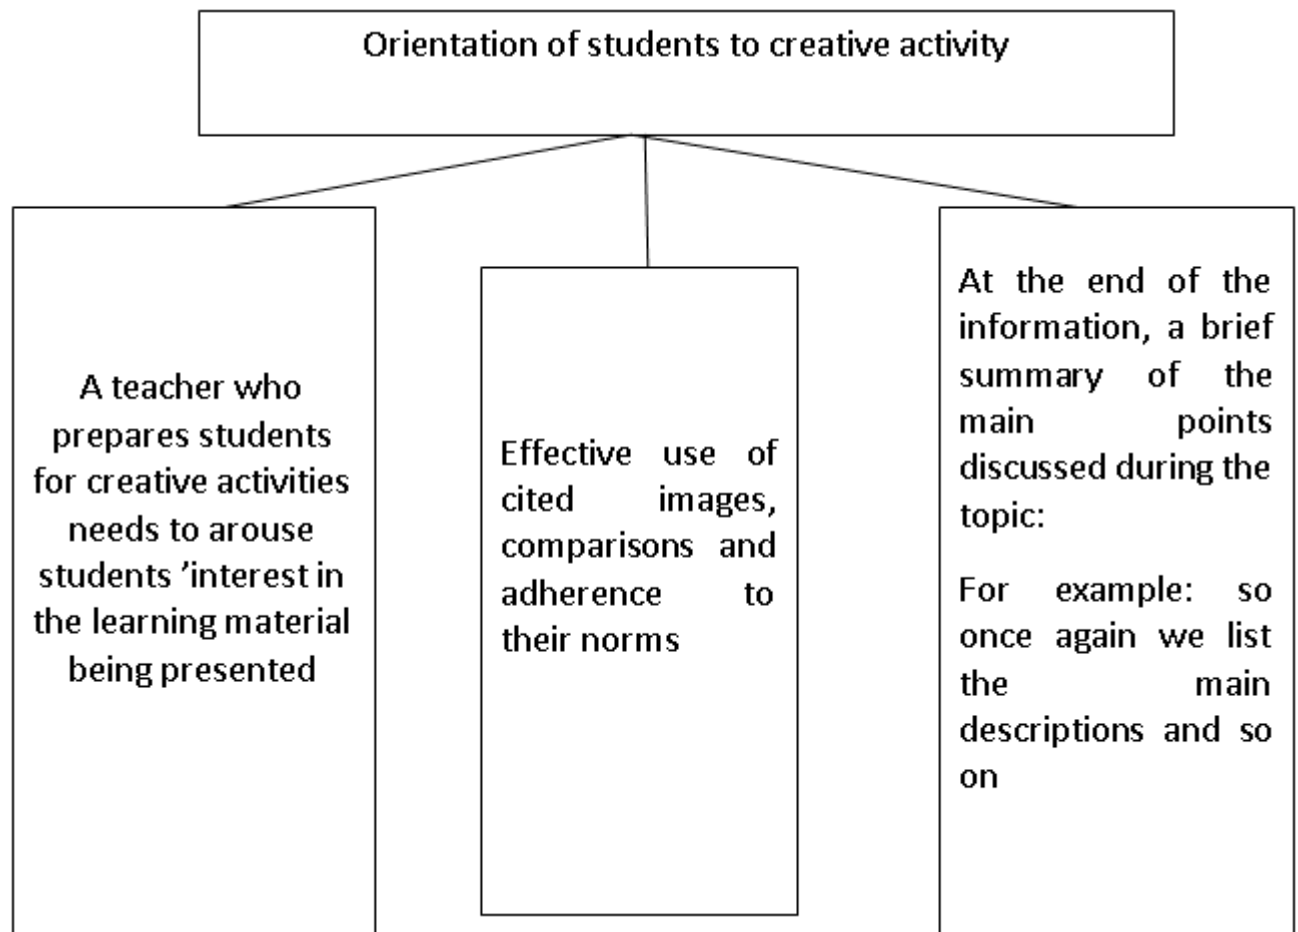 Orientation of students to creative activity
A teacher who
prepares students
for creative activities
needs to arouse
students ’interest in
the learning material
being presented
Effective use of
cited images,
comparisons and
adherence to
their norms
At the end of the
information, a brief
summary of the
main points
discussed during the
topic:
For example: so
once again we list
the main
descriptions and so
on